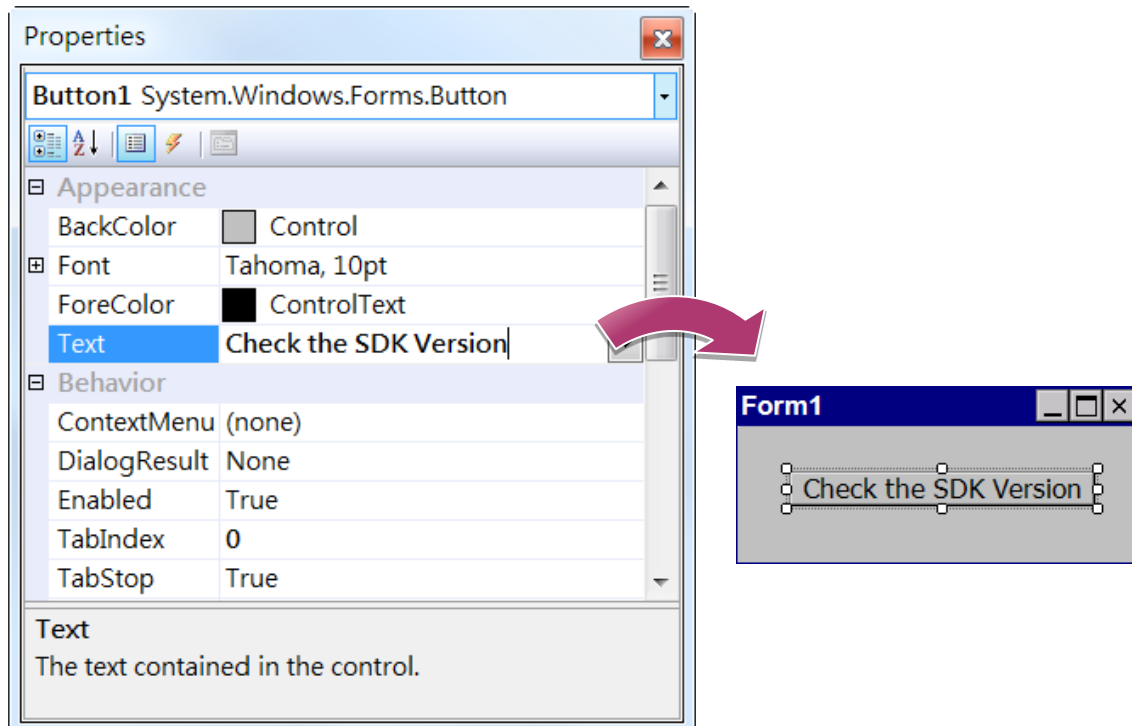 Properties
Button1 System.Windows.Forms.Button
Appearance
BackColor Control
Font Tahoma, 10pt
ForeColor ControlText
Text Check the SDK Version
Behavior
ContextMenu (none)
DialogResult None
Enabled True
TabIndex 0
TabStop True
Text
The text contained in the control.
Form1
Check the SDK Version